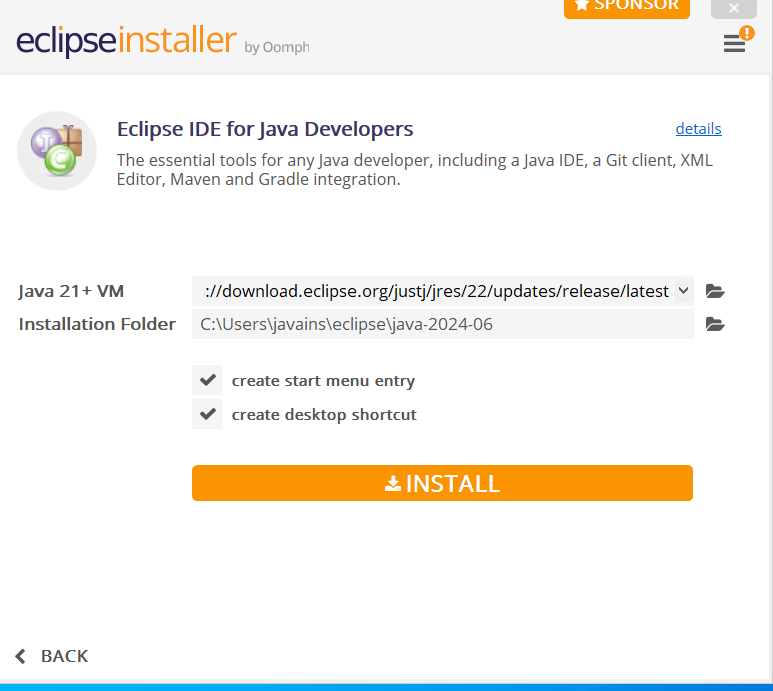 SPONSOR
eclipseinstaller by Oomph
Eclipse IDE for Java Developers
details
The essential tools for any Java developer, including a Java IDE, a Git client, XML
Editor, Maven and Gradle integration.
Java 21+ VM
://download.eclipse.org/justj/jres/22/updates/release/latest
Installation Folder
C:\Users\javains\eclipse\java-2024-06
create start menu entry
create desktop shortcut
INSTALL
BACK